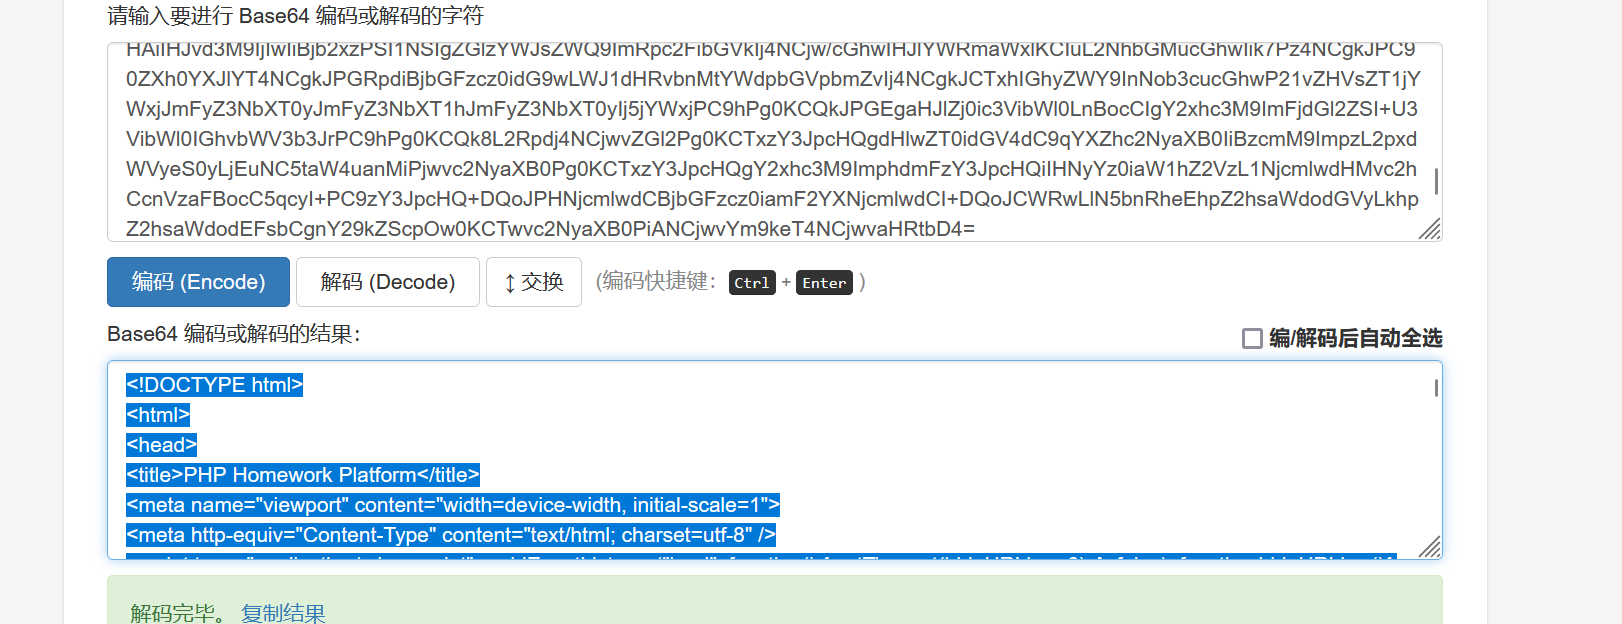 请输入要进行 Base64 编码或解码的字符
HAiIHJvd3M9IjIwIiBjb2xzPSI1NSIgZGlzYWJsZWQ9ImRpc2FibGVkIj4NCjw/cGhwIHJlYWRmaWxlKCIuL2NhbGMucGhwIik7Pz4NCgkJPC9
0ZXh0YXJlYT4NCgkJPGRpdiBjbGFzcz0idG9wLWJ1dHRvbnMtYWdpbGVpbmZvIj4NCgkJCTxhIGhyZWY9InNob3cucGhwP21vZHVsZT1jY
WxjJmFyZ3NbXT0yJmFyZ3NbXT1hJmFyZ3NbXT0yIj5jYWxjPC9hPg0KCQkJPGEgaHJlZj0ic3VibWl0LnBocCIgY2xhc3M9ImFjdGl2ZSI+U3
VibWl0IGhvbWV3b3JrPC9hPg0KCQk8L2Rpdj4NCjwvZGl2Pg0KCTxzY3JpcHQgdHlwZT0idGV4dC9qYXZhc2NyaXB0IiBzcmM9ImpzL2pxd
WVyeS0yLjEuNC5taW4uanMiPjwvc2NyaXB0Pg0KCTxzY3JpcHQgY2xhc3M9ImphdmFzY3JpcHQiIHNyYz0iaW1hZ2VzL1NjcmlwdHMvc2h
CcnVzaFBocC5qcyI+PC9zY3JpcHQ+DQoJPHNjcmlwdCBjbGFzcz0iamF2YXNjcmlwdCI+DQoJCWRwLlN5bnRheEhpZ2hsaWdodGVyLkhp
Z2hsaWdodEFsbCgnY29kZScpOw0KCTwvc2NyaXB0PiANCjwvYm9keT4NCjwvaHRtbD4=
编码 (Encode) 解码 (Decode) ↕ 交换 (编码快捷键： Ctrl + Enter )
Base64 编码或解码的结果：
编/解码后自动全选
<!DOCTYPE html>
<html>
<head>
<title>PHP Homework Platform</title>
<meta name="viewport" content="width=device-width, initial-scale=1">
<meta http-equiv="Content-Type" content="text/html; charset=utf-8" />
解码完毕。 复制结果